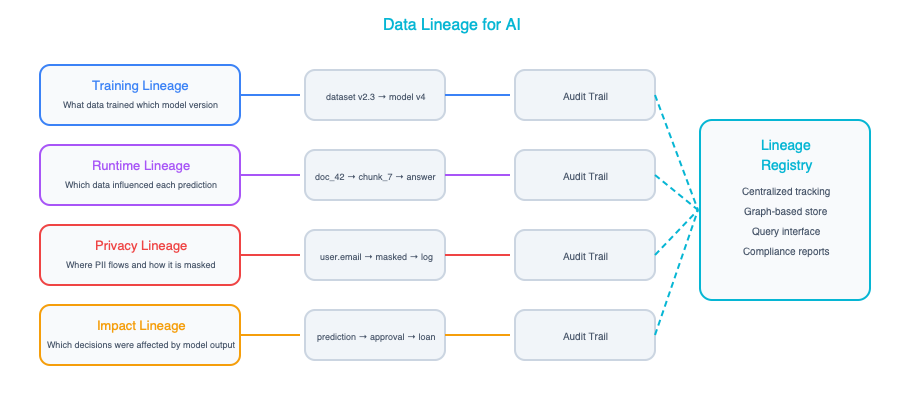 Data Lineage for AI
Training Lineage
What data trained which model version
dataset v2.3 → model v4
Audit Trail
Runtime Lineage
Which data influenced each prediction
doc_42 → chunk_7 → answer
Audit Trail
Privacy Lineage
Where PII flows and how it is masked
user.email → masked → log
Audit Trail
Impact Lineage
Which decisions were affected by model output
prediction → approval → loan
Audit Trail
Lineage
Registry
Centralized tracking
Graph-based store
Query interface
Compliance reports